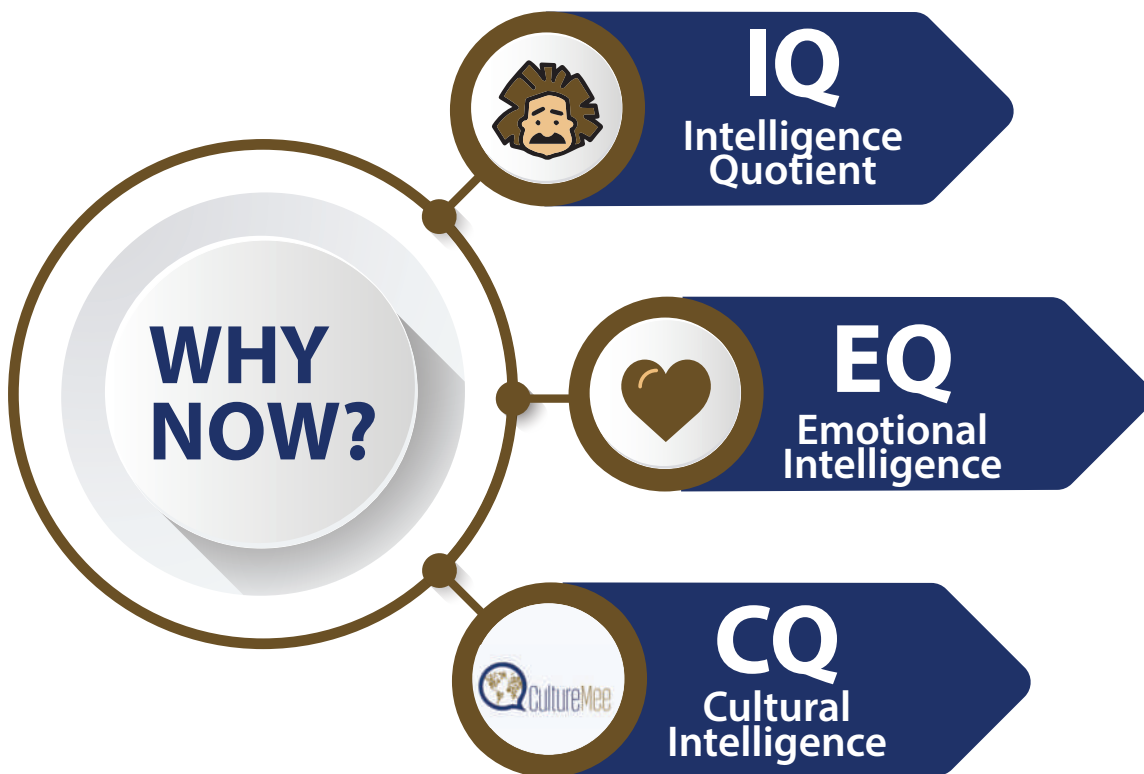 WHY
NOW?
IQ
Intelligence
Quotient
EQ
Emotional
Intelligence
CultureMee
CQ
Cultural
Intelligence